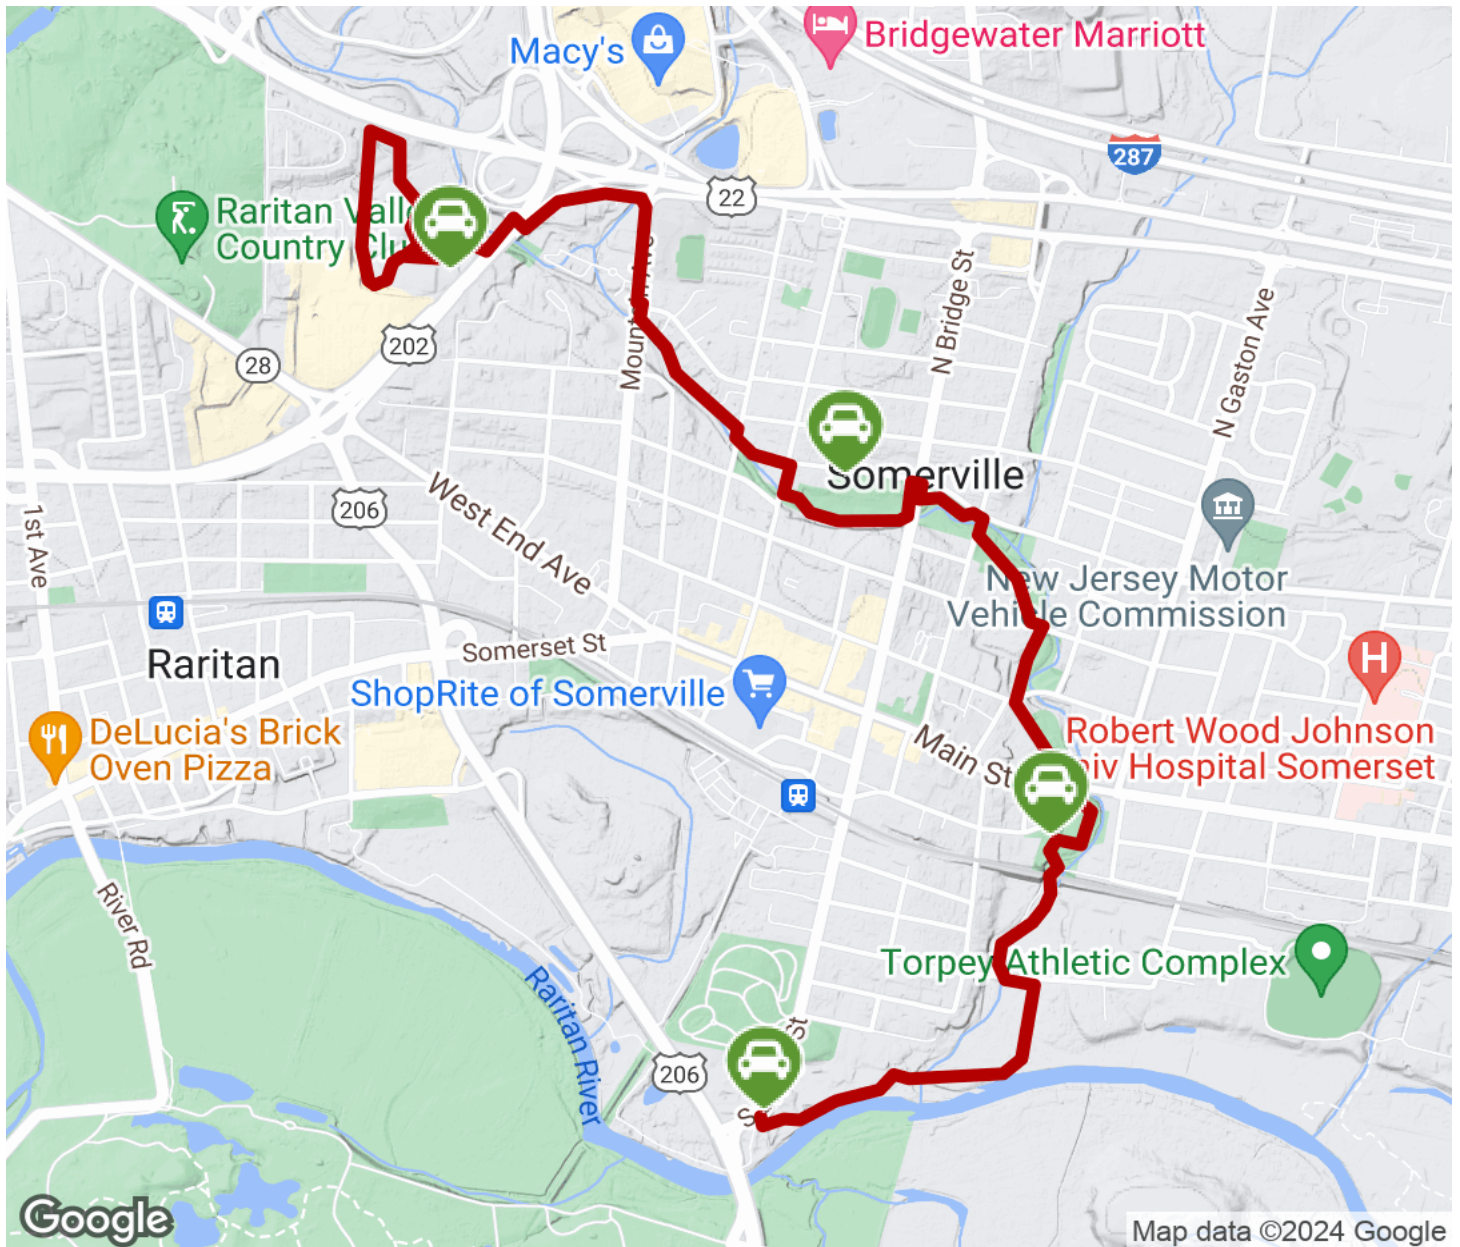 Macy's
Bridgewater Marriott
287
22
Raritan Vall
Country Clu
202
28
N Bridge St
N Gaston Ave
Somerville
206
West End Ave
1st Ave
New Jersey Motor
Vehicle Commission
Somerset St
Raritan
ShopRite of Somerville
H
DeLucia's Brick
Oven Pizza
Main St
Robert Wood Johnson
niv Hospital Somerset
River Rd
Torpey Athletic Complex
Raritan River
St
206
S
Google
Map data ©2024 Google